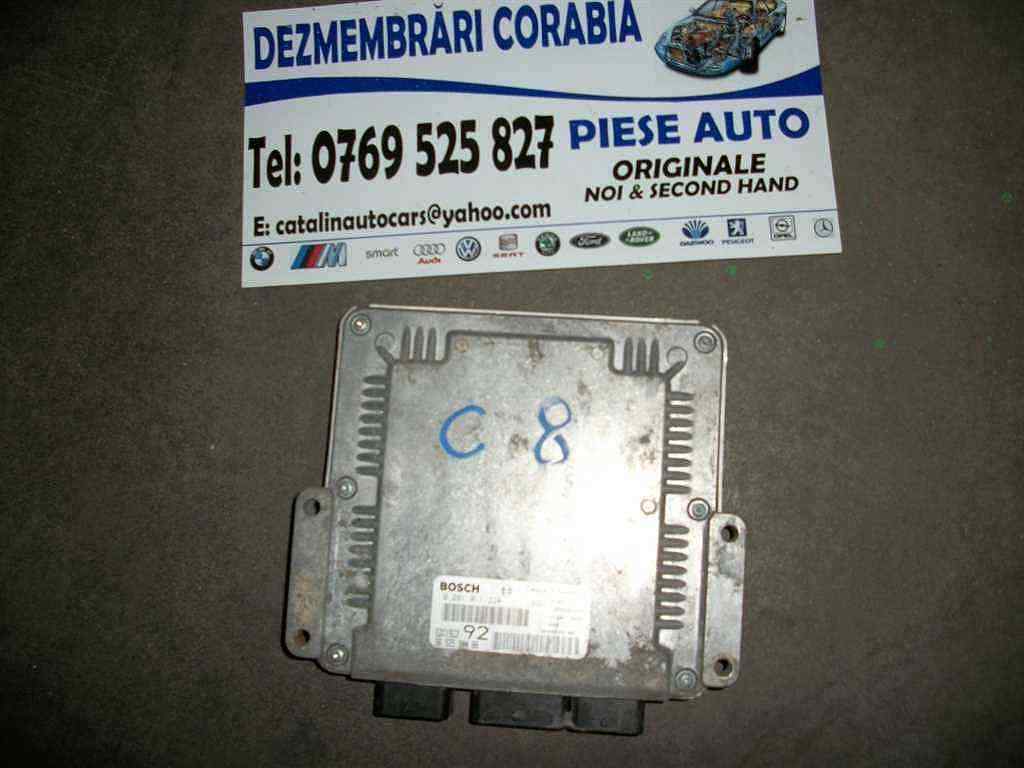 DEZMEMBRĂRI CORABIA
Tel: 0769 525 827
PIESE AUTO
ORIGINALE
NOI & SECOND HAND
E: catalinautocars@yahoo.com
M smart Audi SEAT Ford LAND ROVER DAEWOO PEUGEOT OPEL
C 8
BOSCH
92